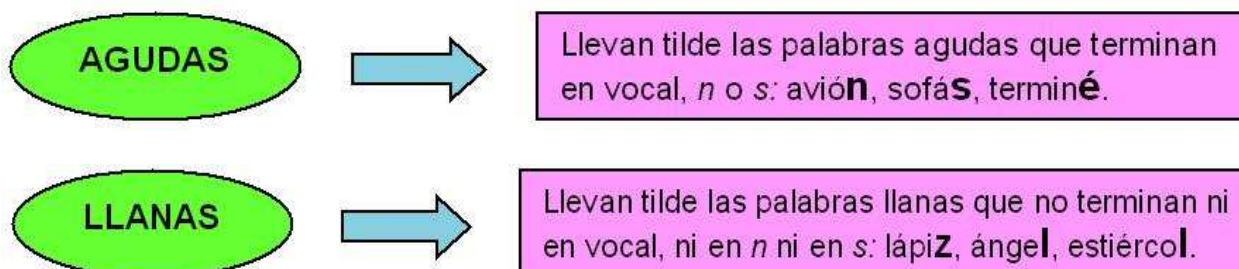 AGUDAS
Llevan tilde las palabras agudas que terminan
en vocal, n o s: avión, sofás, terminé.
LLANAS
Llevan tilde las palabras llanas que no terminan ni
en vocal, ni en n ni en s: lápiz, ángel, estiércol.